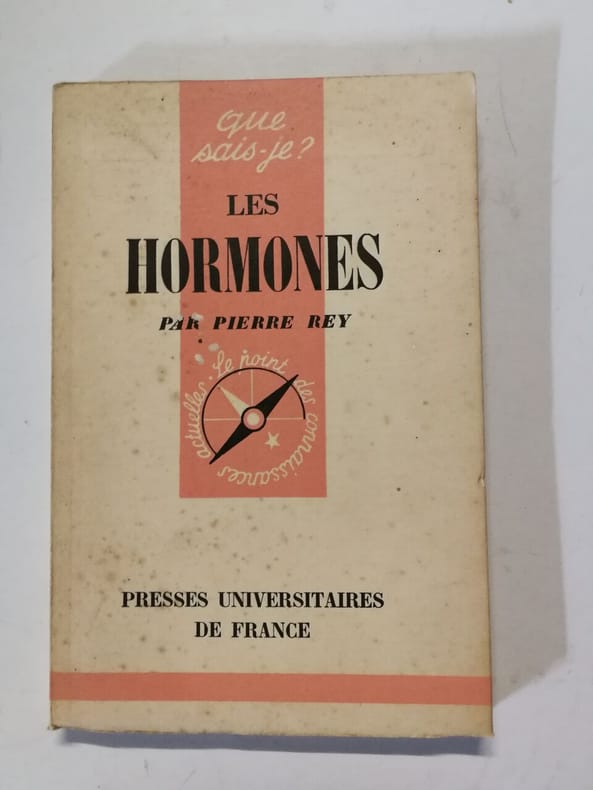 que
sais-je?
LES
HORMONES
PAR PIERRE REY
Le point des connaissances actuelles.
PRESSES UNIVERSITAIRES
DE FRANCE